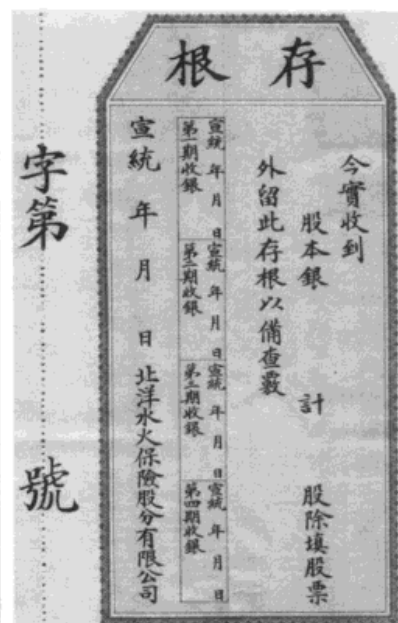 存根
今實收到
股本銀 計 股除填股票
外留此存根以備查覈
宣統 年 月 日
第一期收銀
宣統 年 月 日
第二期收銀
宣統 年 月 日
第三期收銀
宣統 年 月 日
第四期收銀
宣統 年 月 日 北洋水火保險股分有限公司
字第 號